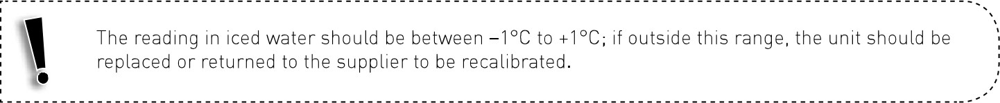 The reading in iced water should be between –1°C to +1°C; if outside this range, the unit should be
replaced or returned to the supplier to be recalibrated.